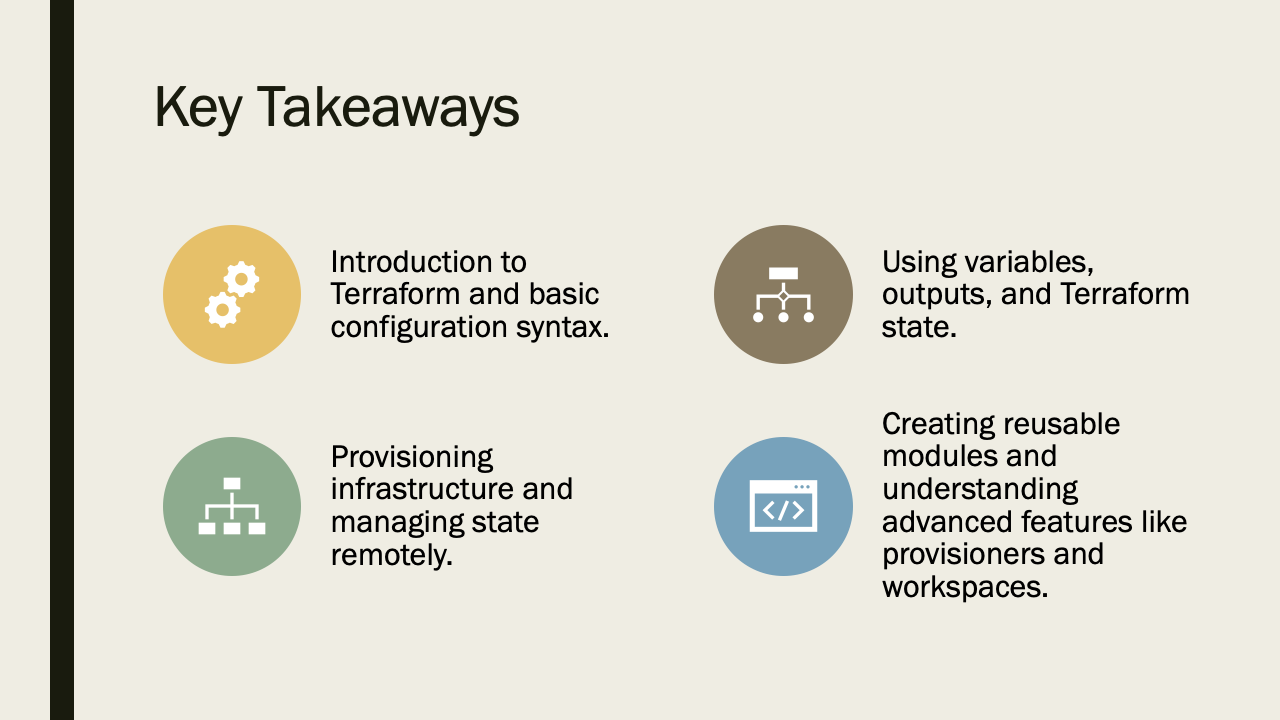 Key Takeaways
Introduction to
Terraform and basic
configuration syntax.
Using variables,
outputs, and Terraform
state.
Provisioning
infrastructure and
managing state
remotely.
Creating reusable
modules and
understanding
advanced features like
provisioners and
workspaces.